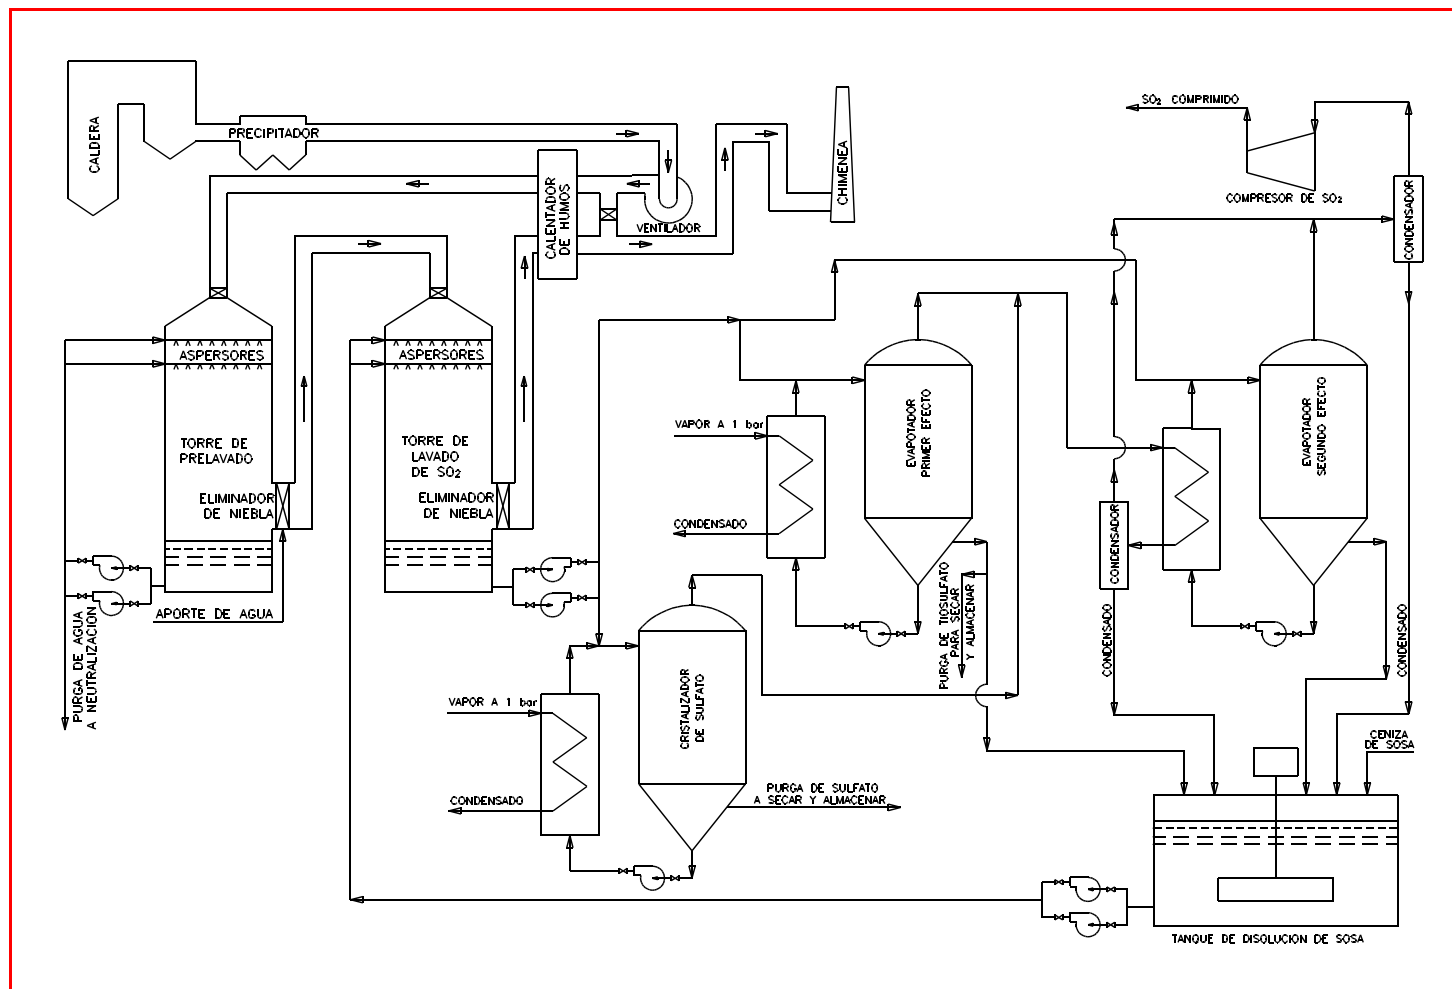 SO₂ COMPRIMIDO
CALDERA
PRECIPITADOR
CHIMENEA
CALENTADOR
DE HUMOS
VENTILADOR
COMPRESOR DE SO₂
CONDENSADOR
ASPERSORES
ASPERSORES
TORRE DE
PRELAVADO
TORRE DE
LAVADO
DE SO₂
VAPOR A 1 bar
EVAPOTADOR
PRIMER EFECTO
EVAPOTADOR
SEGUNDO EFECTO
ELIMINADOR
DE NIEBLA
ELIMINADOR
DE NIEBLA
CONDENSADO
CONDENSADOR
APORTE DE AGUA
PURGA DE AGUA
A NEUTRALIZACION
PURGA DE TIOSULFATO
PARA SECAR
Y ALMACENAR
CONDENSADO
CONDENSADO
VAPOR A 1 bar
CRISTALIZADOR
DE SULFATO
CENIZA
DE SOSA
CONDENSADO
PURGA DE SULFATO
A SECAR Y ALMACENAR
TANQUE DE DISOLUCION DE SOSA